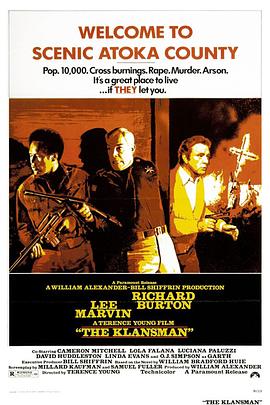 WELCOME TO
SCENIC ATOKA COUNTY
Pop. 10,000. Cross burnings. Rape. Murder. Arson.
It's a great place to live
...if THEY let you.
A Paramount Release
A WILLIAM ALEXANDER-BILL SHIFFRIN PRODUCTION
LEE MARVIN
RICHARD BURTON
A TERENCE YOUNG FILM
"THE KLANSMAN"
Co-Starring CAMERON MITCHELL LOLA FALANA LUCIANA PALUZZI
DAVID HUDDLESTON LINDA EVANS and O.J. SIMPSON as GARTH
Executive Producer BILL SHIFFRIN Based on the Novel by WILLIAM BRADFORD HUIE
Screenplay by MILLARD KAUFMAN and SAMUEL FULLER Produced by WILLIAM ALEXANDER
Directed by TERENCE YOUNG Technicolor A Paramount Release
R
"THE KLANSMAN"